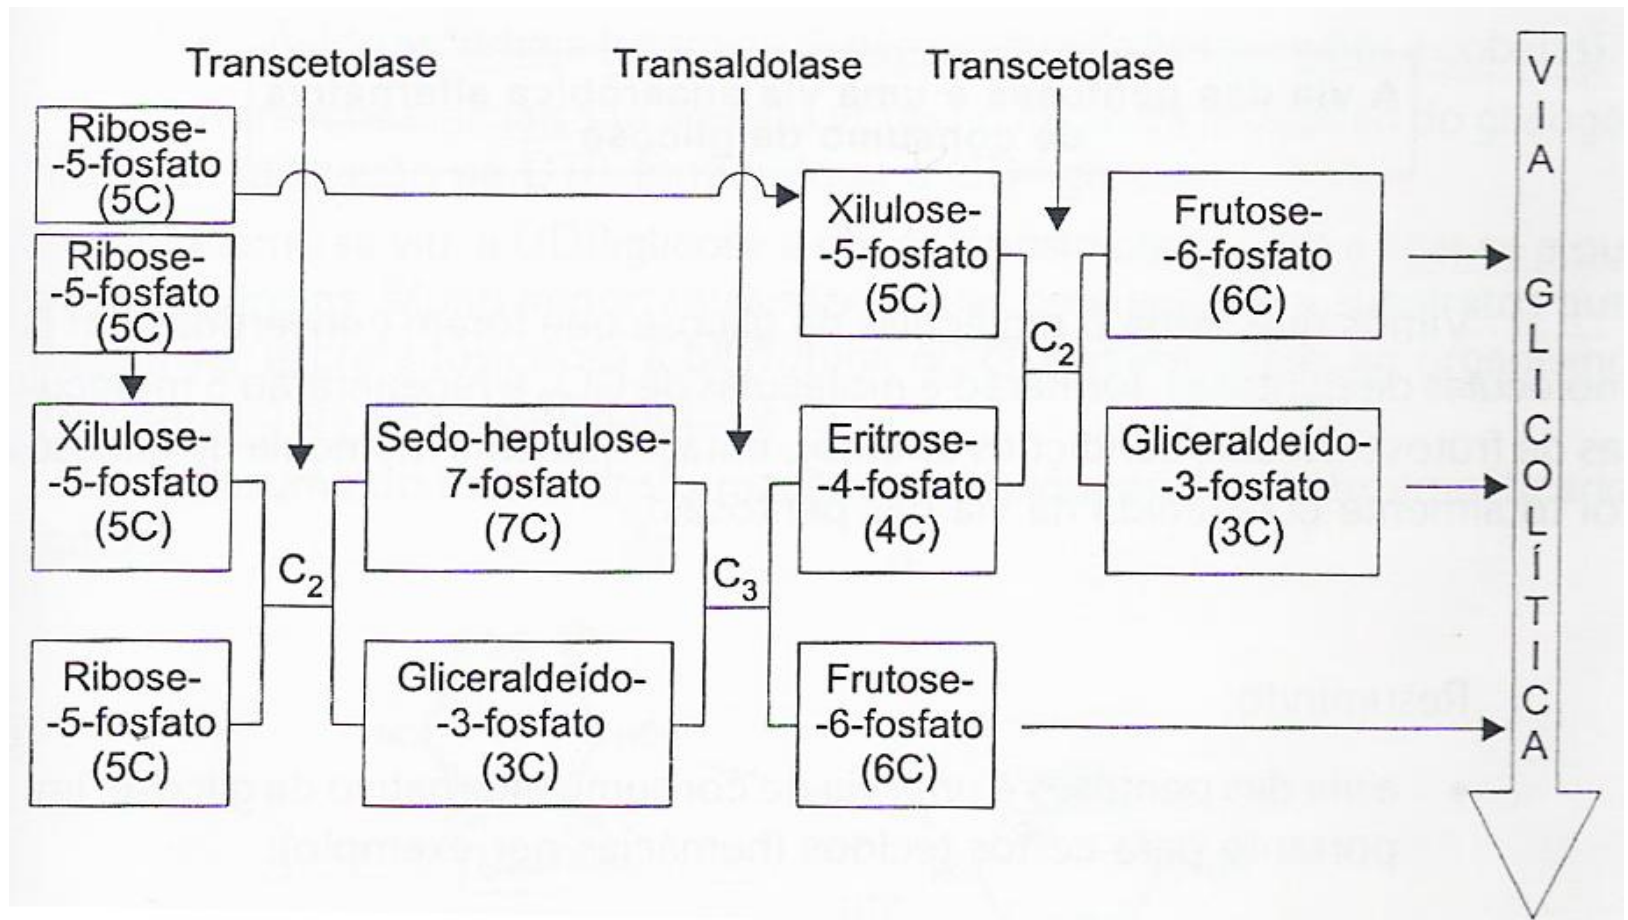 Transcetolase
Transaldolase
Transcetolase
Ribose-
-5-fosfato
(5C)
Ribose-
-5-fosfato
(5C)
Xilulose-
-5-fosfato
(5C)
Frutose-
-6-fosfato
(6C)
C2
Xilulose-
-5-fosfato
(5C)
Sedo-heptulose-
7-fosfato
(7C)
Eritrose-
-4-fosfato
(4C)
Gliceraldeído-
-3-fosfato
(3C)
C2
C3
Ribose-
-5-fosfato
(5C)
Gliceraldeído-
-3-fosfato
(3C)
Frutose-
-6-fosfato
(6C)
VIA GLICOLÍTICA